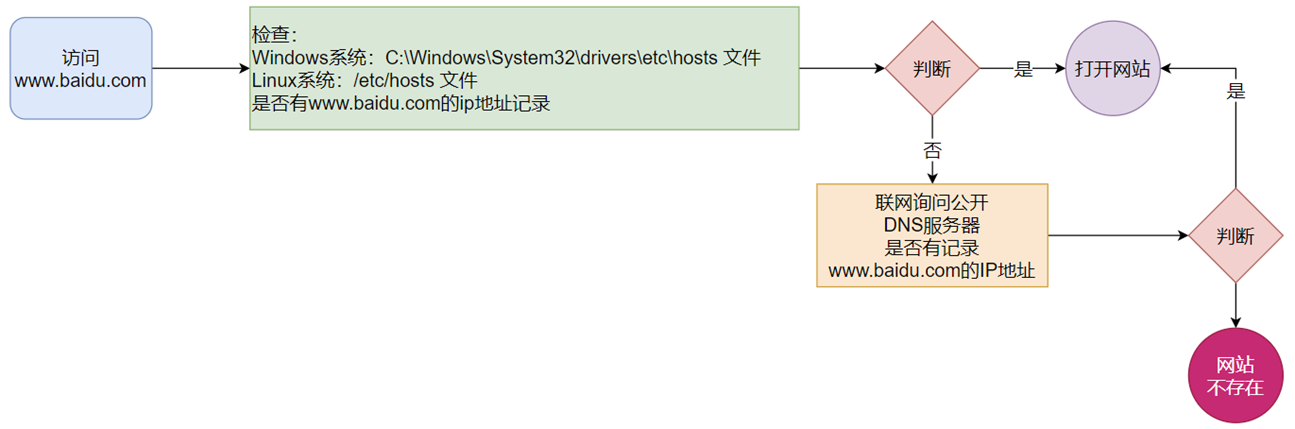 访问
www.baidu.com
检查：
Windows系统：C:\Windows\System32\drivers\etc\hosts 文件
Linux系统：/etc/hosts 文件
是否有www.baidu.com的ip地址记录
判断
是
打开网站
是
否
联网询问公开
DNS服务器
是否有记录
www.baidu.com的IP地址
判断
网站
不存在